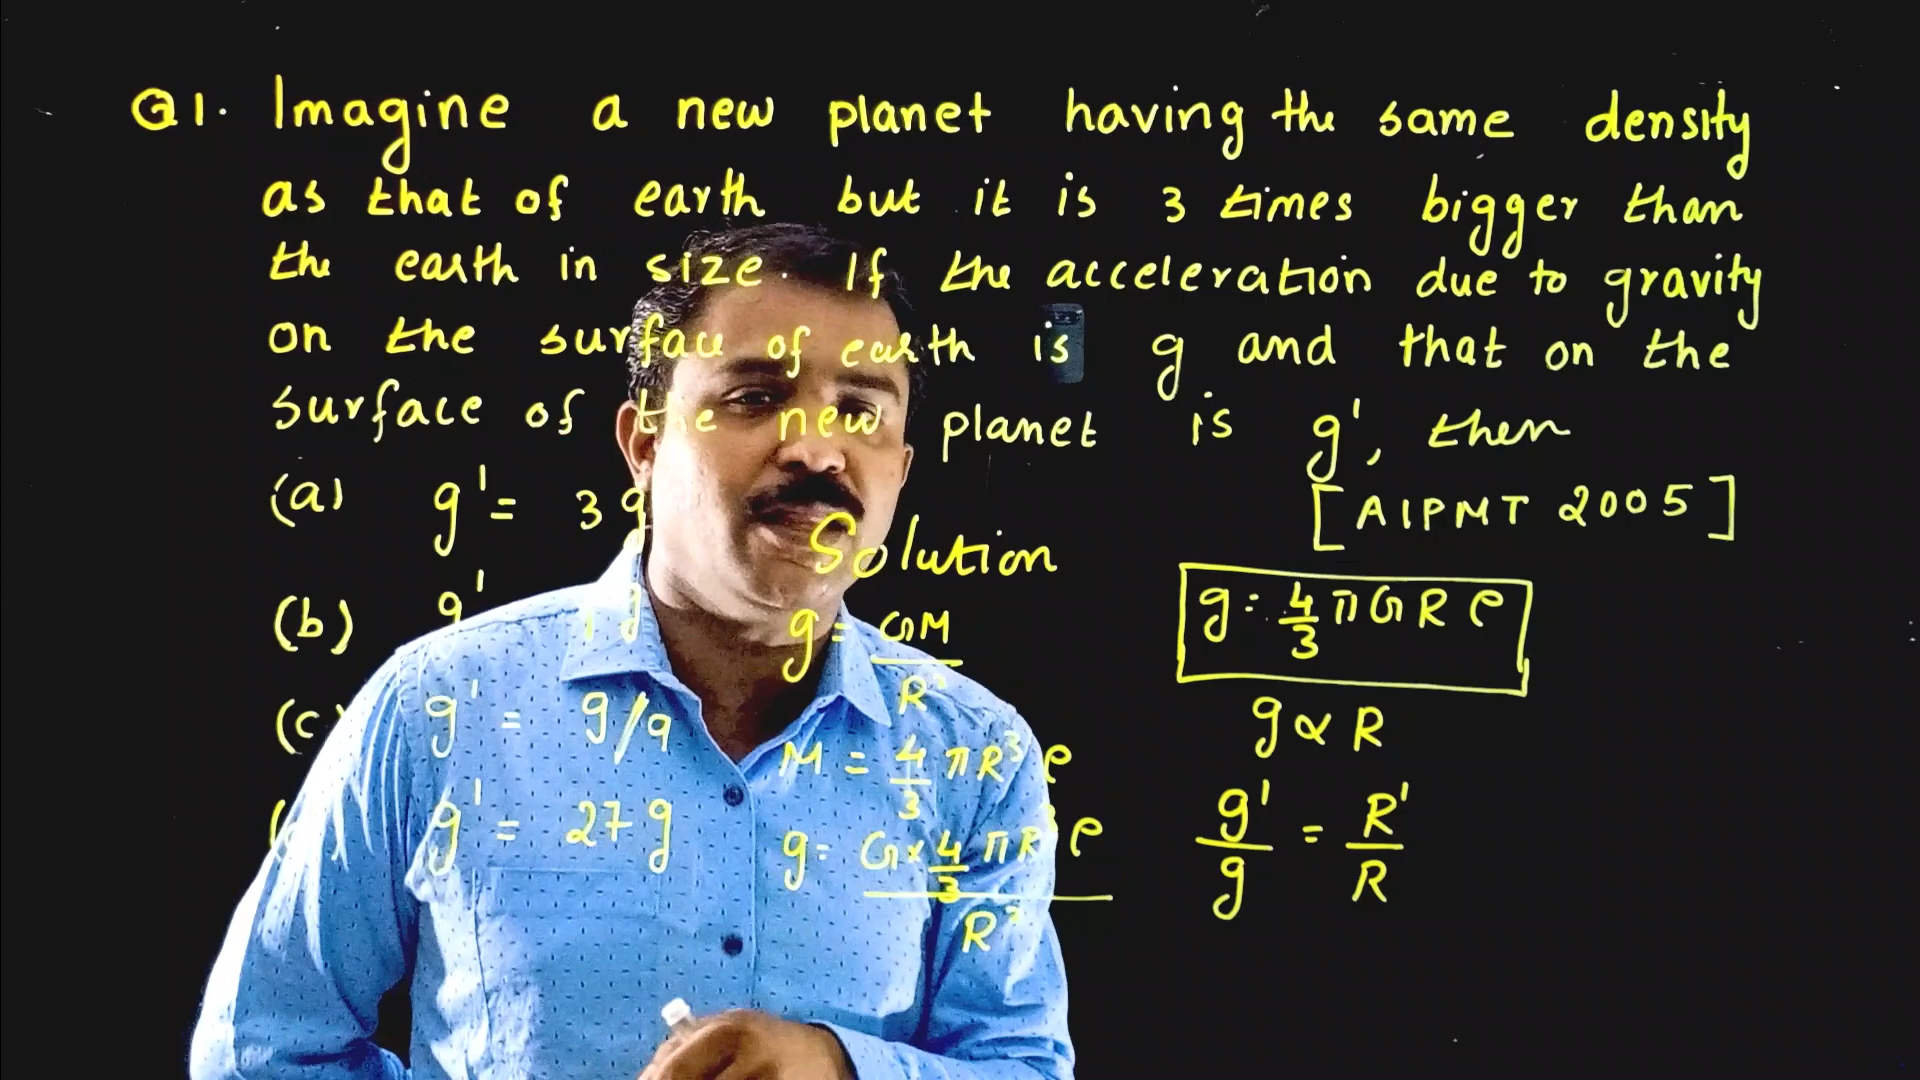 Q1. Imagine a new planet having the same density
as that of earth but it is 3 times bigger than
the earth in size. If the acceleration due to gravity
on the surface of earth is g and that on the
surface of the new planet is g', then
(a) g' = 3g
[AIPMT 2005]
(b) g' g
(c) g' = g/9
g' = 27g
Solution
g = GM/R²
M = 4/3 πR³ρ
g = G×4/3 πR³ρ/R²
g = 4/3 πGRρ
g ∝ R
g'/g = R'/R